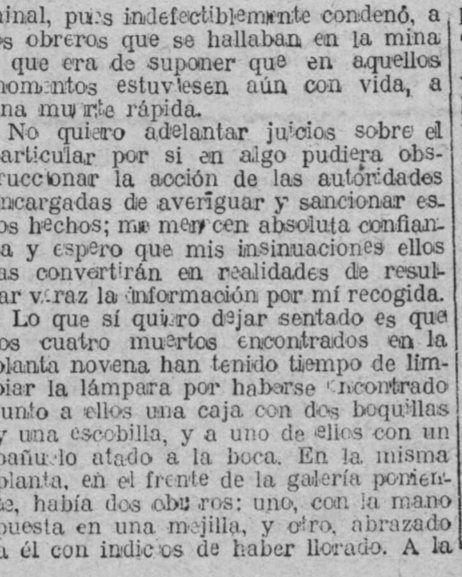 ninal, pues indefectiblemente condenó, a
os obreros que se hallaban en la mina
que era de suponer que en aquellos
momentos estuviesen aún con vida, a
na muerte rápida.
No quiero adelantar juicios sobre el
articular por si en algo pudiera obs-
ruccionar la acción de las autoridades
ncargadas de averiguar y sancionar es-
os hechos; me merecen absoluta confian-
a y espero que mis insinuaciones ellos
as convertirán en realidades de resul-
ar veraz la información por mí recogida.
Lo que sí quiero dejar sentado es que
os cuatro muertos encontrados en la
planta novena han tenido tiempo de lim-
piar la lámpara por haberse encontrado
junto a ellos una caja con dos boquillas
y una escobilla, y a uno de ellos con un
pañuelo atado a la boca. En la misma
planta, en el frente de la galería ponien-
te, había dos obreros: uno, con la mano
puesta en una mejilla, y otro, abrazado
a él con indicios de haber llorado. A la